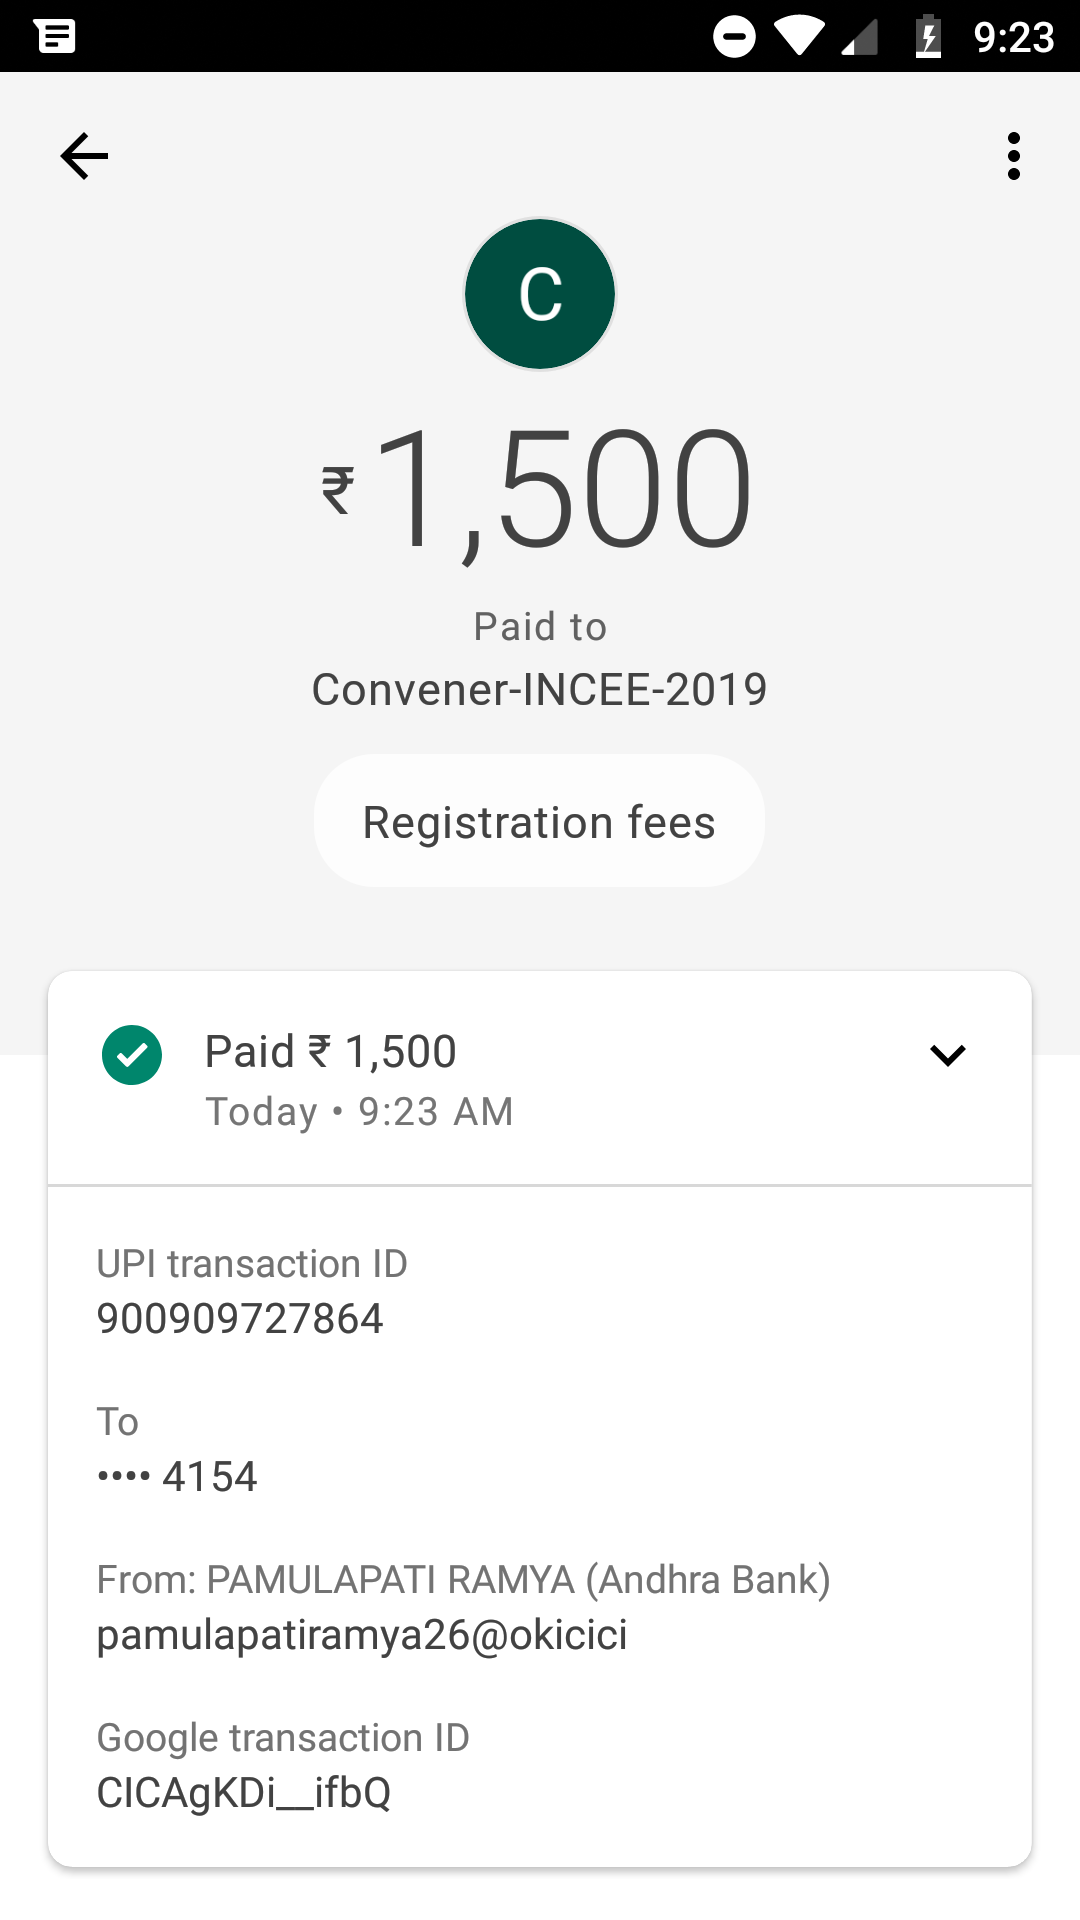 9:23
C
₹1,500
Paid to
Convener-INCEE-2019
Registration fees
Paid ₹ 1,500
Today • 9:23 AM
UPI transaction ID
900909727864
To
•••• 4154
From: PAMULAPATI RAMYA (Andhra Bank)
pamulapatiramya26@okicici
Google transaction ID
CICAgKDi__ifbQ